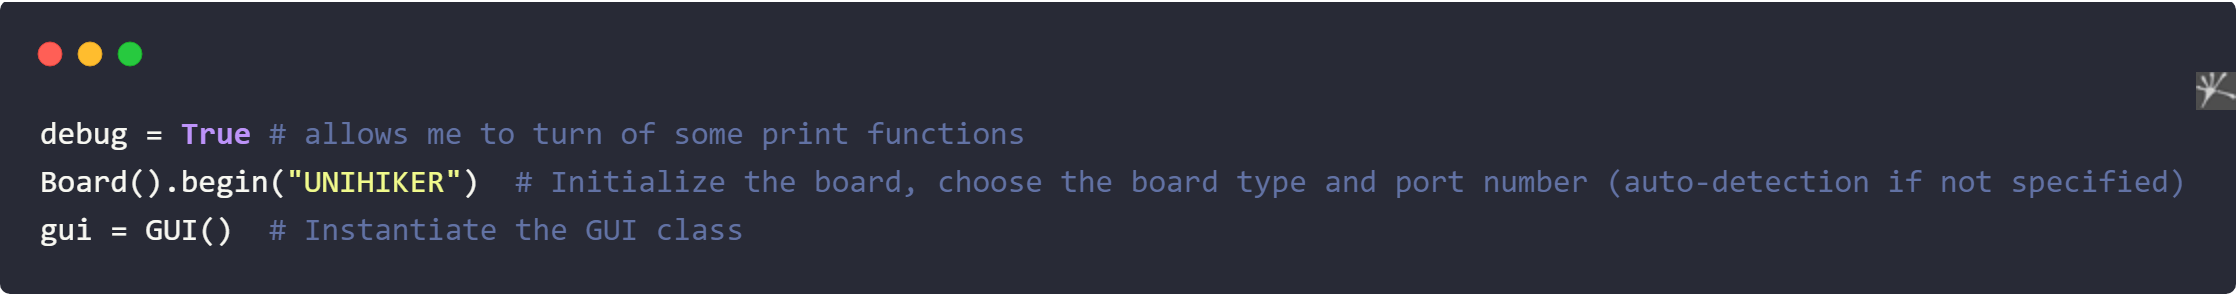 debug = True # allows me to turn of some print functions
Board().begin("UNIHIKER")  # Initialize the board, choose the board type and port number (auto-detection if not specified)
gui = GUI()  # Instantiate the GUI class